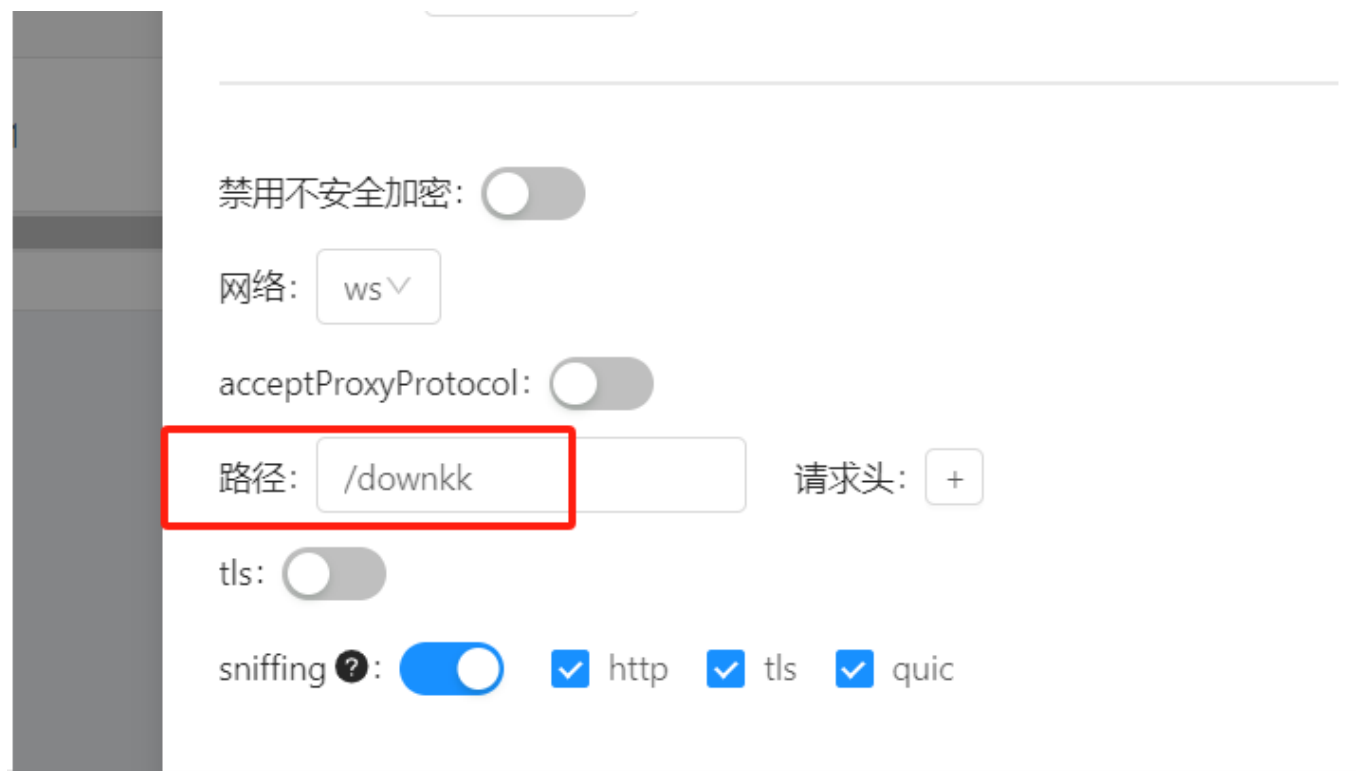 禁用不安全加密:
网络: ws
acceptProxyProtocol:
路径: /downkk 请求头: +
tls:
sniffing ?: http tls quic